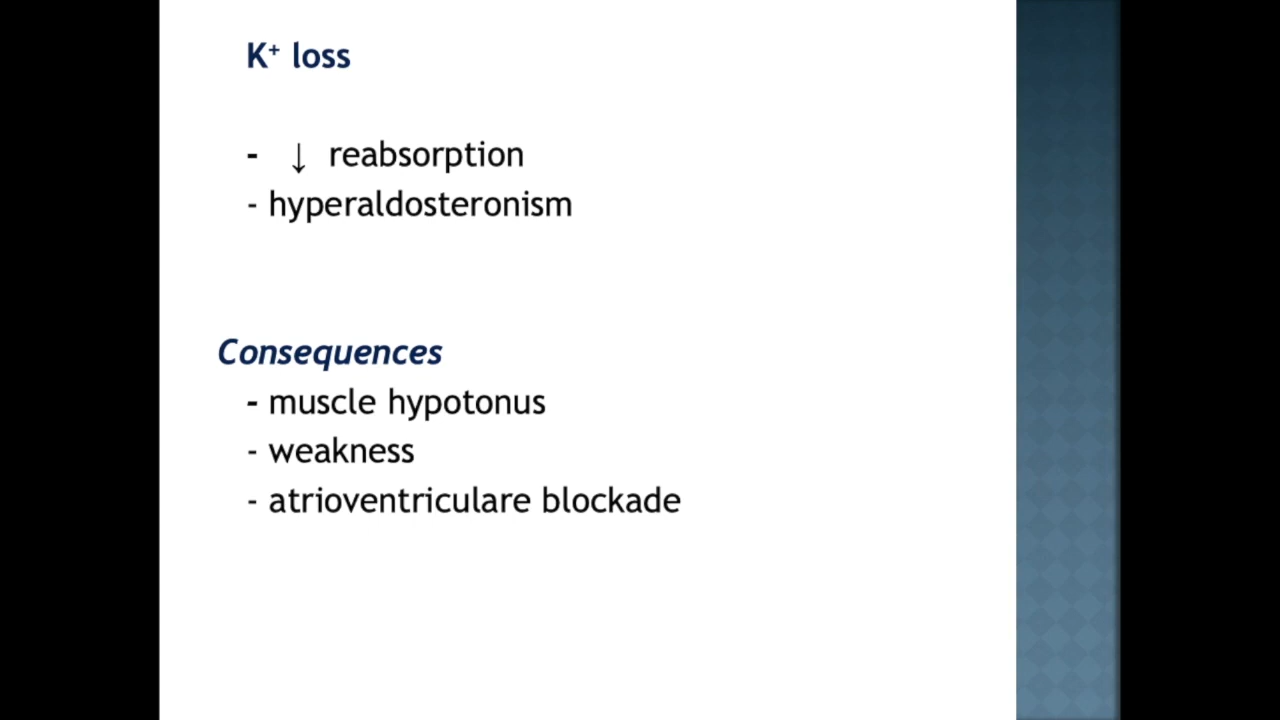 K⁺ loss
- ↓ reabsorption
- hyperaldosteronism
Consequences
- muscle hypotonus
- weakness
- atrioventriculare blockade